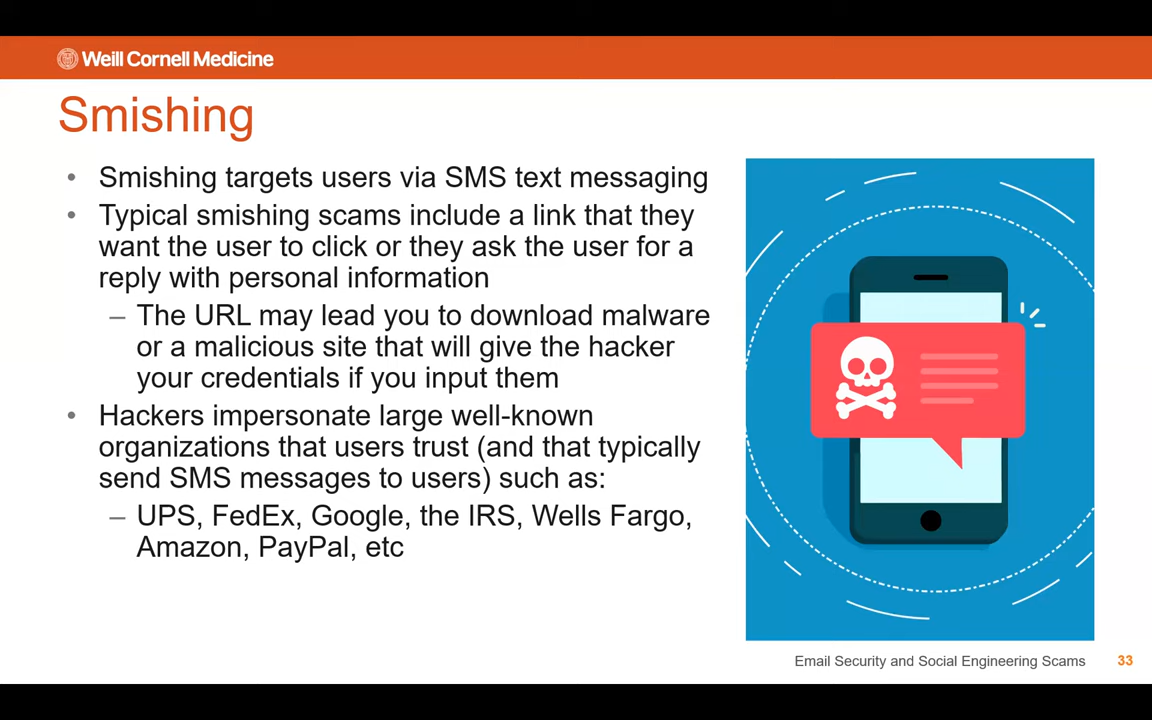 Weill Cornell Medicine
Smishing
• Smishing targets users via SMS text messaging
• Typical smishing scams include a link that they
want the user to click or they ask the user for a
reply with personal information
– The URL may lead you to download malware
or a malicious site that will give the hacker
your credentials if you input them
• Hackers impersonate large well-known
organizations that users trust (and that typically
send SMS messages to users) such as:
– UPS, FedEx, Google, the IRS, Wells Fargo,
Amazon, PayPal, etc
Email Security and Social Engineering Scams 33